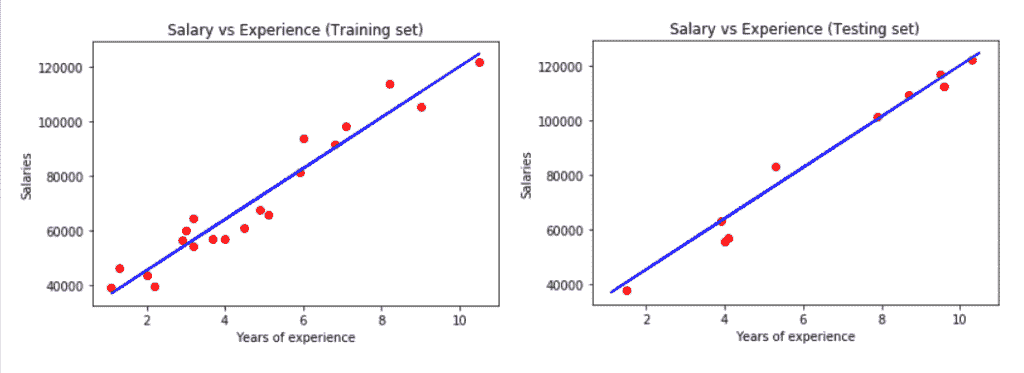 Salary vs Experience (Training set)
120000
100000
80000
60000
40000
Salaries
2 4 6 8 10
Years of experience
Salary vs Experience (Testing set)
120000
100000
80000
60000
40000
Salaries
2 4 6 8 10
Years of experience